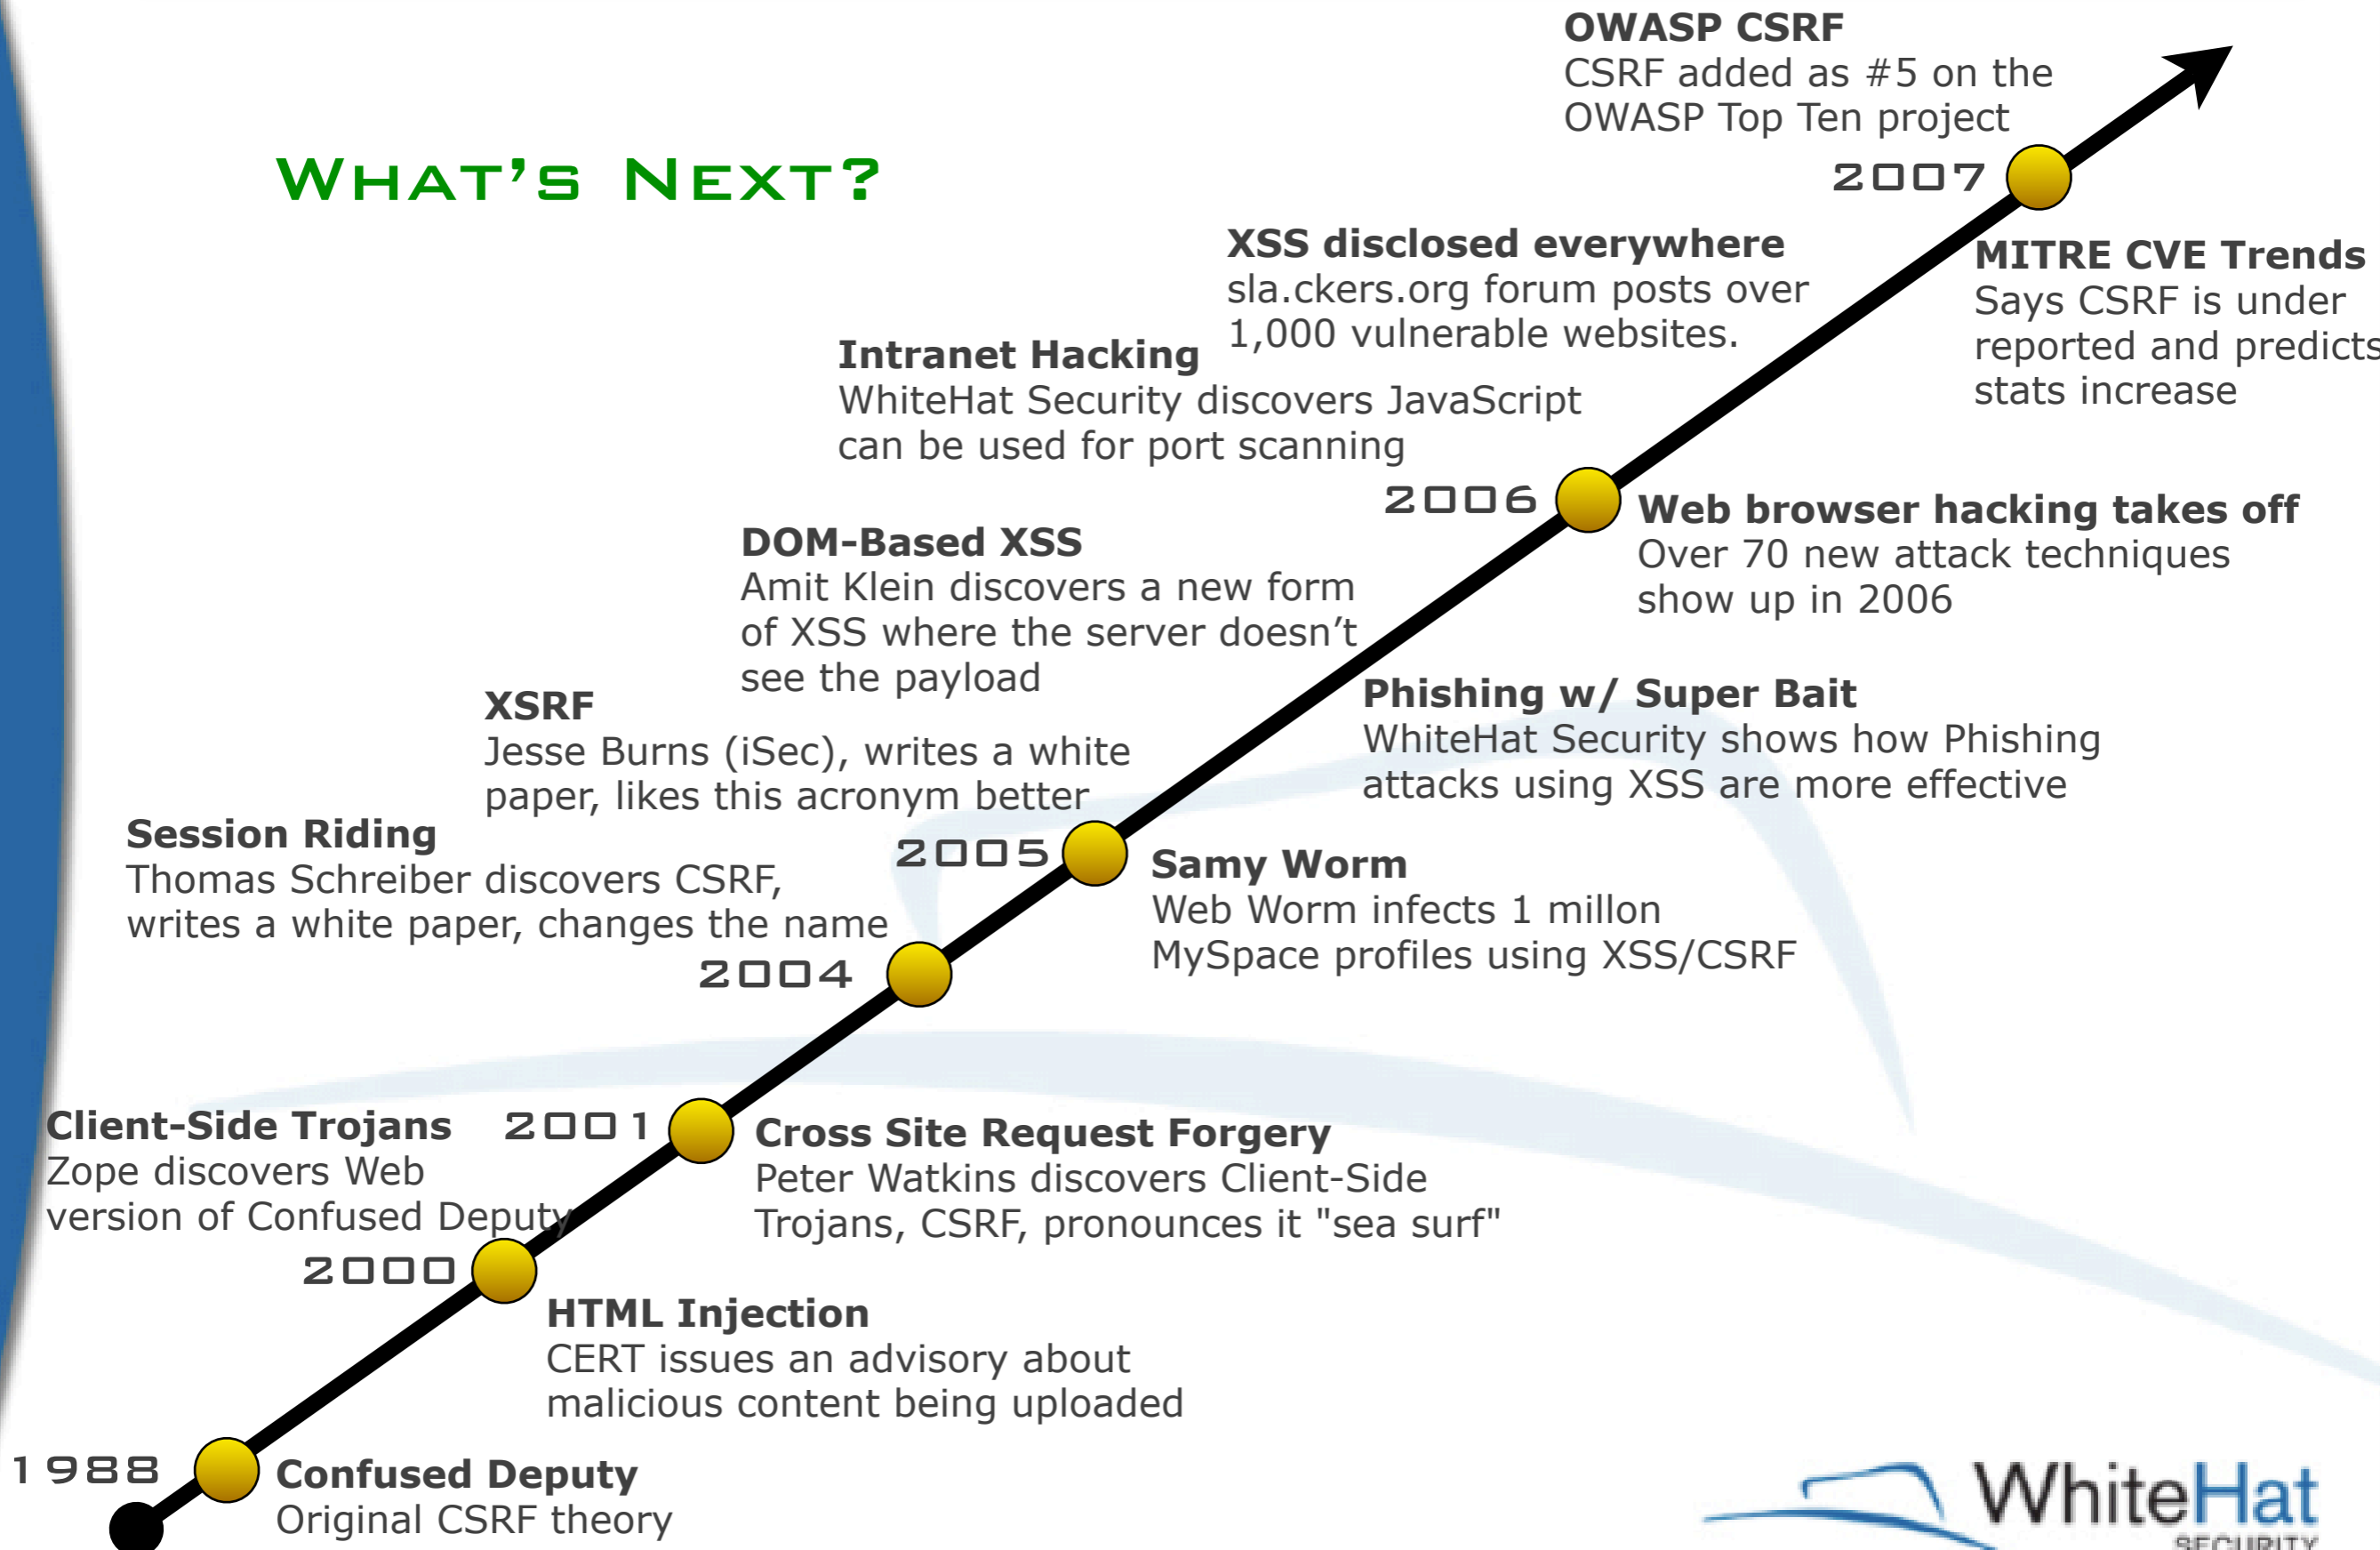 OWASP CSRF
CSRF added as #5 on the
OWASP Top Ten project
WHAT'S NEXT?
2007
XSS disclosed everywhere
sla.ckers.org forum posts over
1,000 vulnerable websites.
MITRE CVE Trends
Says CSRF is under
reported and predicts
stats increase
Intranet Hacking
WhiteHat Security discovers JavaScript
can be used for port scanning
2006
Web browser hacking takes off
Over 70 new attack techniques
show up in 2006
DOM-Based XSS
Amit Klein discovers a new form
of XSS where the server doesn't
see the payload
Phishing w/ Super Bait
WhiteHat Security shows how Phishing
attacks using XSS are more effective
XSRF
Jesse Burns (iSec), writes a white
paper, likes this acronym better
2005
Samy Worm
Web Worm infects 1 millon
MySpace profiles using XSS/CSRF
Session Riding
Thomas Schreiber discovers CSRF,
writes a white paper, changes the name
2004
Client-Side Trojans
Zope discovers Web
version of Confused Deputy
2001
Cross Site Request Forgery
Peter Watkins discovers Client-Side
Trojans, CSRF, pronounces it "sea surf"
2000
HTML Injection
CERT issues an advisory about
malicious content being uploaded
1988
Confused Deputy
Original CSRF theory
WhiteHat
SECURITY